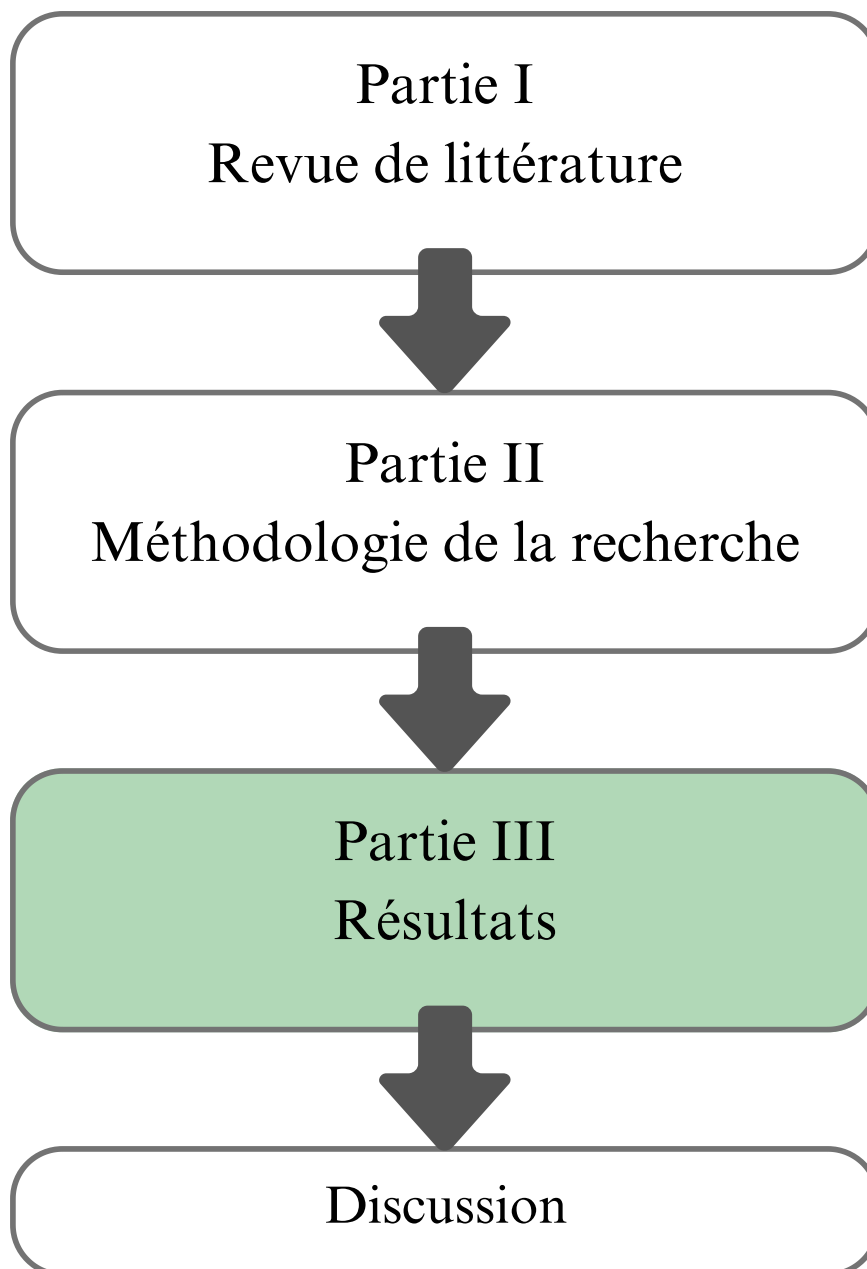 Partie I
Revue de littérature
Partie II
Méthodologie de la recherche
Partie III
Résultats
Discussion